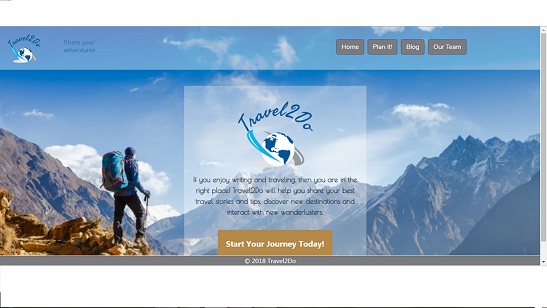 Travel2Do
Share your
adventures
Home
Plan it!
Blog
Our Team
Travel2Do
If you enjoy writing and traveling, then you are in the
right place! Travel2Do will help you share your best
travel stories and tips, discover new destinations and
interact with new wanderlusters.
Start Your Journey Today!
© 2018 Travel2Do